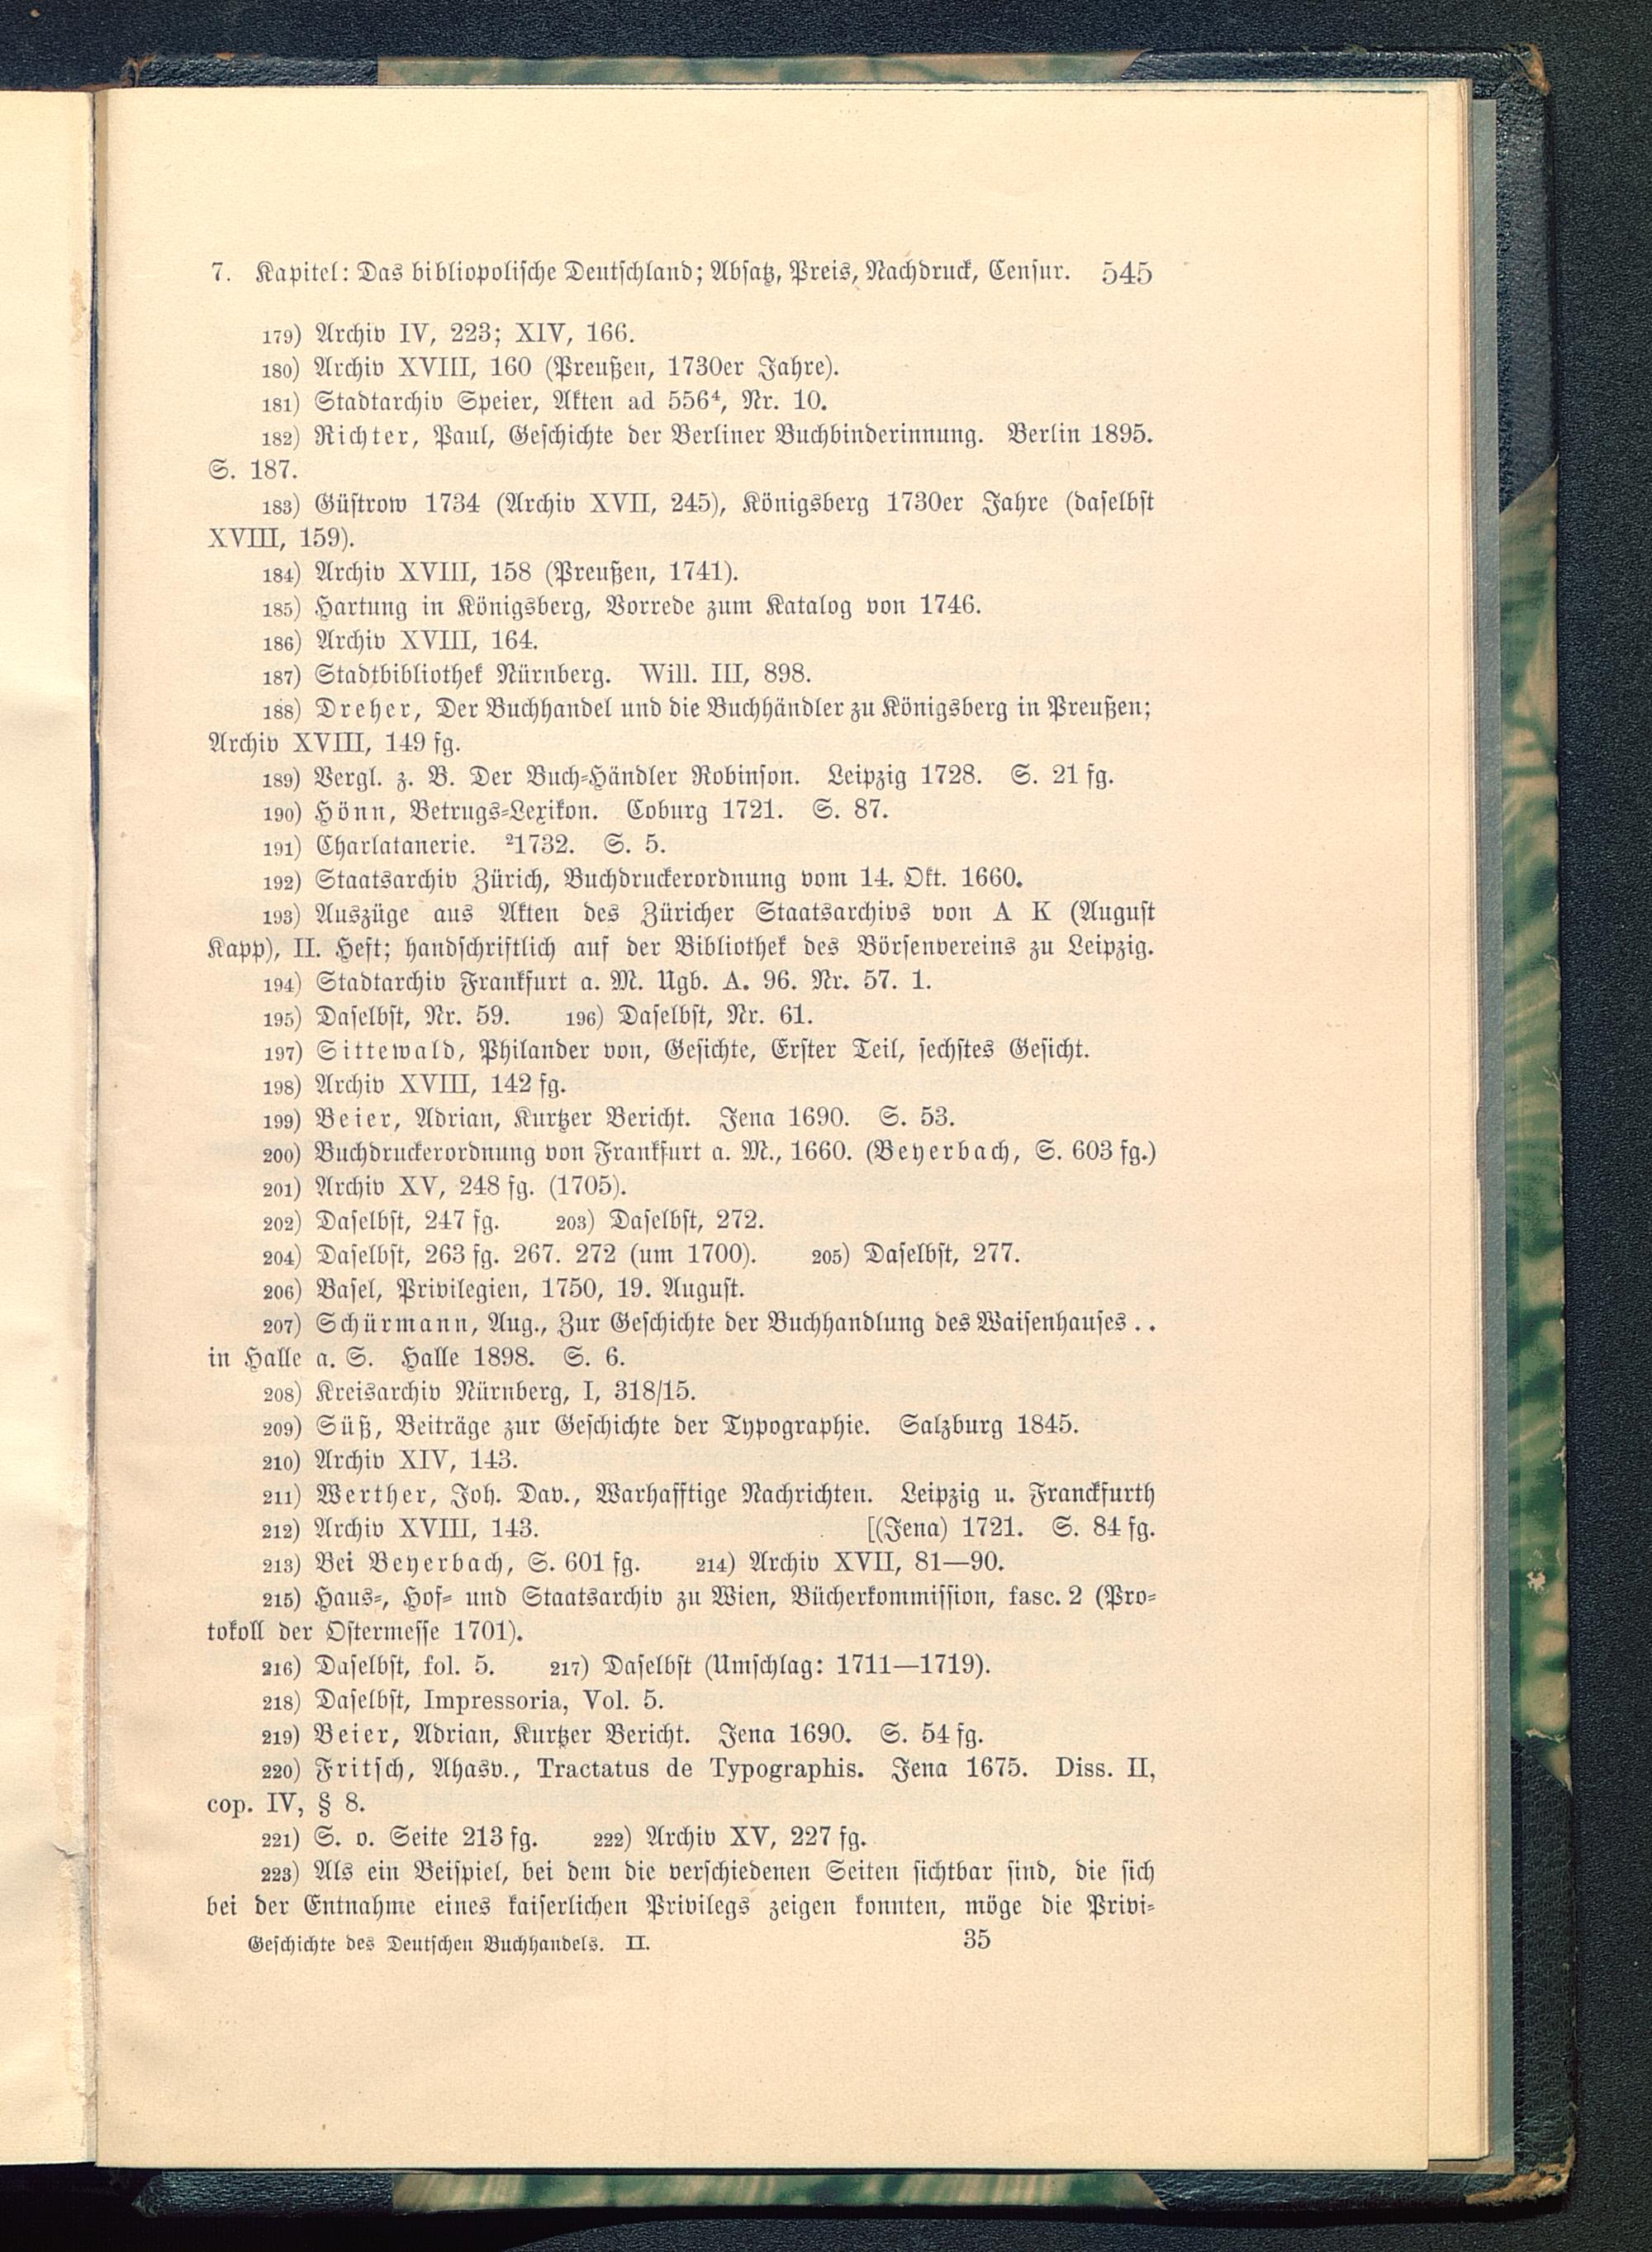 7. Kapitel: Das bibliopolische Deutschland; Absatz, Preis, Nachdruck, Censur. 545
179) Archiv IV, 223; XIV, 166.
180) Archiv XVIII, 160 (Preußen, 1730er Jahre).
181) Stadtarchiv Speier, Akten ad 556⁴, Nr. 10.
182) Richter, Paul, Geschichte der Berliner Buchbinderinnung. Berlin 1895.
S. 187.
183) Güstrow 1734 (Archiv XVII, 245), Königsberg 1730er Jahre (daselbst
XVIII, 159).
184) Archiv XVIII, 158 (Preußen, 1741).
185) Hartung in Königsberg, Vorrede zum Katalog von 1746.
186) Archiv XVIII, 164.
187) Stadtbibliothek Nürnberg. Will. III, 898.
188) Dreher, Der Buchhandel und die Buchhändler zu Königsberg in Preußen;
Archiv XVIII, 149 fg.
189) Vergl. z. B. Der Buch-Händler Robinson. Leipzig 1728. S. 21 fg.
190) Hönn, Betrugs-Lexikon. Coburg 1721. S. 87.
191) Charlatanerie. ²1732. S. 5.
192) Staatsarchiv Zürich, Buchdruckerordnung vom 14. Okt. 1660.
193) Auszüge aus Akten des Züricher Staatsarchivs von A K (August
Kapp), II. Heft; handschriftlich auf der Bibliothek des Börsenvereins zu Leipzig.
194) Stadtarchiv Frankfurt a. M. Ugb. A. 96. Nr. 57. 1.
195) Daselbst, Nr. 59. 196) Daselbst, Nr. 61.
197) Sittewald, Philander von, Gesichte, Erster Teil, sechstes Gesicht.
198) Archiv XVIII, 142 fg.
199) Beier, Adrian, Kurtzer Bericht. Jena 1690. S. 53.
200) Buchdruckerordnung von Frankfurt a. M., 1660. (Beyerbach, S. 603 fg.)
201) Archiv XV, 248 fg. (1705).
202) Daselbst, 247 fg. 203) Daselbst, 272.
204) Daselbst, 263 fg. 267. 272 (um 1700). 205) Daselbst, 277.
206) Basel, Privilegien, 1750, 19. August.
207) Schürmann, Aug., Zur Geschichte der Buchhandlung des Waisenhauses . .
in Halle a. S. Halle 1898. S. 6.
208) Kreisarchiv Nürnberg, I, 318/15.
209) Süß, Beiträge zur Geschichte der Typographie. Salzburg 1845.
210) Archiv XIV, 143.
211) Werther, Joh. Dav., Warhafftige Nachrichten. Leipzig u. Franckfurth
212) Archiv XVIII, 143. [(Jena) 1721. S. 84 fg.
213) Bei Beyerbach, S. 601 fg. 214) Archiv XVII, 81—90.
215) Haus-, Hof- und Staatsarchiv zu Wien, Bücherkommission, fasc. 2 (Pro-
tokoll der Ostermesse 1701).
216) Daselbst, fol. 5. 217) Daselbst (Umschlag: 1711—1719).
218) Daselbst, Impressoria, Vol. 5.
219) Beier, Adrian, Kurtzer Bericht. Jena 1690. S. 54 fg.
220) Fritsch, Ahasv., Tractatus de Typographis. Jena 1675. Diss. II,
cop. IV, § 8.
221) S. o. Seite 213 fg. 222) Archiv XV, 227 fg.
223) Als ein Beispiel, bei dem die verschiedenen Seiten sichtbar sind, die sich
bei der Entnahme eines kaiserlichen Privilegs zeigen konnten, möge die Privi-
Geschichte des Deutschen Buchhandels. II. 35